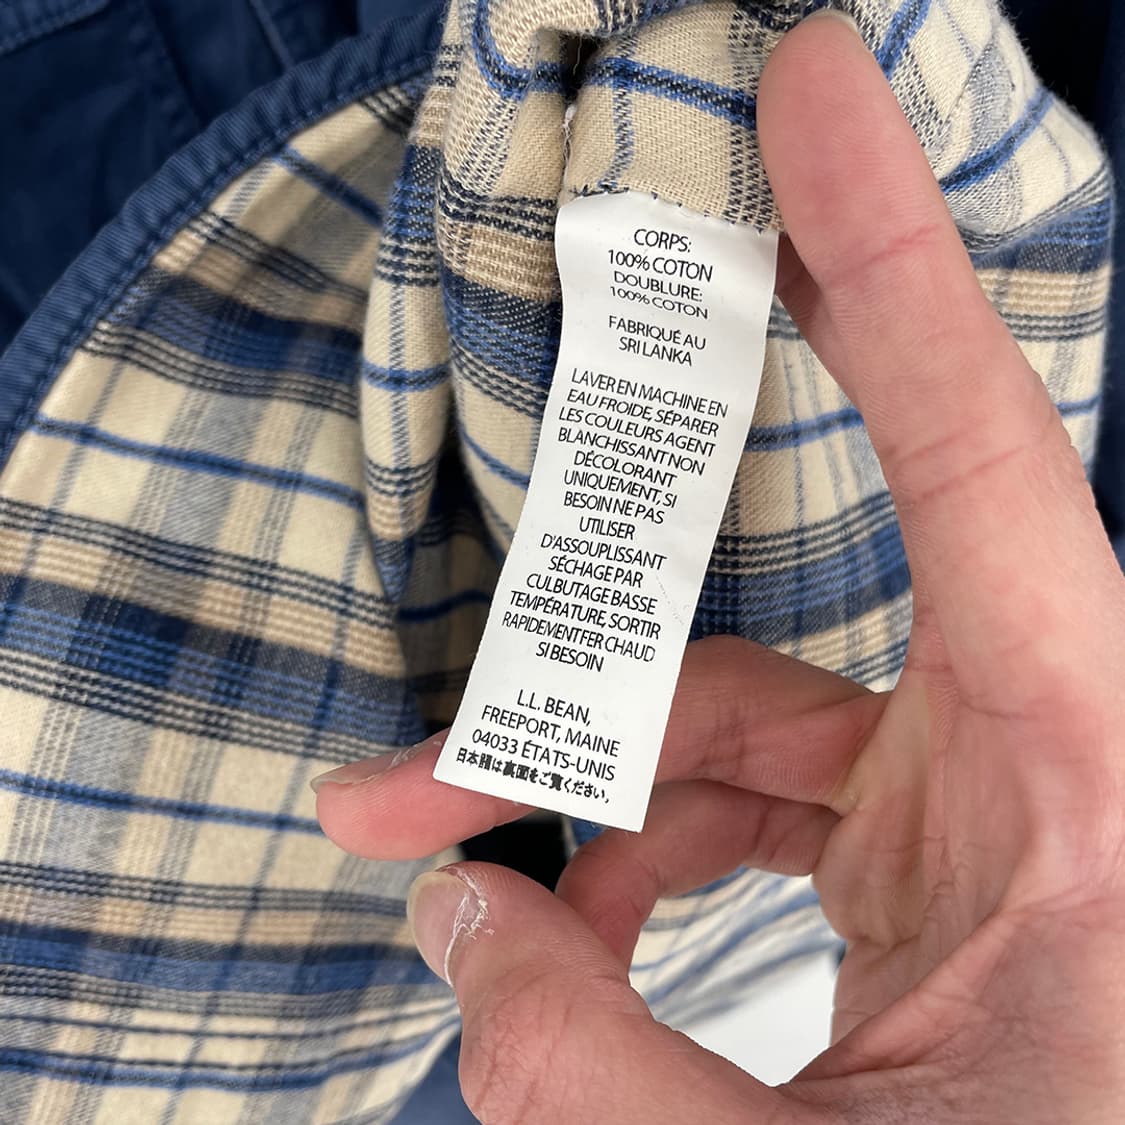 CORPS:
100% COTON
DOUBLURE:
100% COTON
FABRIQUÉ AU
SRI LANKA
LAVER EN MACHINE EN
EAU FROIDE, SÉPARER
LES COULEURS AGENT
BLANCHISSANT NON
DÉCOLORANT
UNIQUEMENT, SI
BESOIN NE PAS
UTILISER
D'ASSOUPLISSANT
SÉCHAGE PAR
CULBUTAGE BASSE
TEMPÉRATURE, SORTIR
RAPIDEMENT FER CHAUD
SI BESOIN
L.L. BEAN,
FREEPORT, MAINE
04033 ÉTATS-UNIS
日本語は裏面をご覧ください。